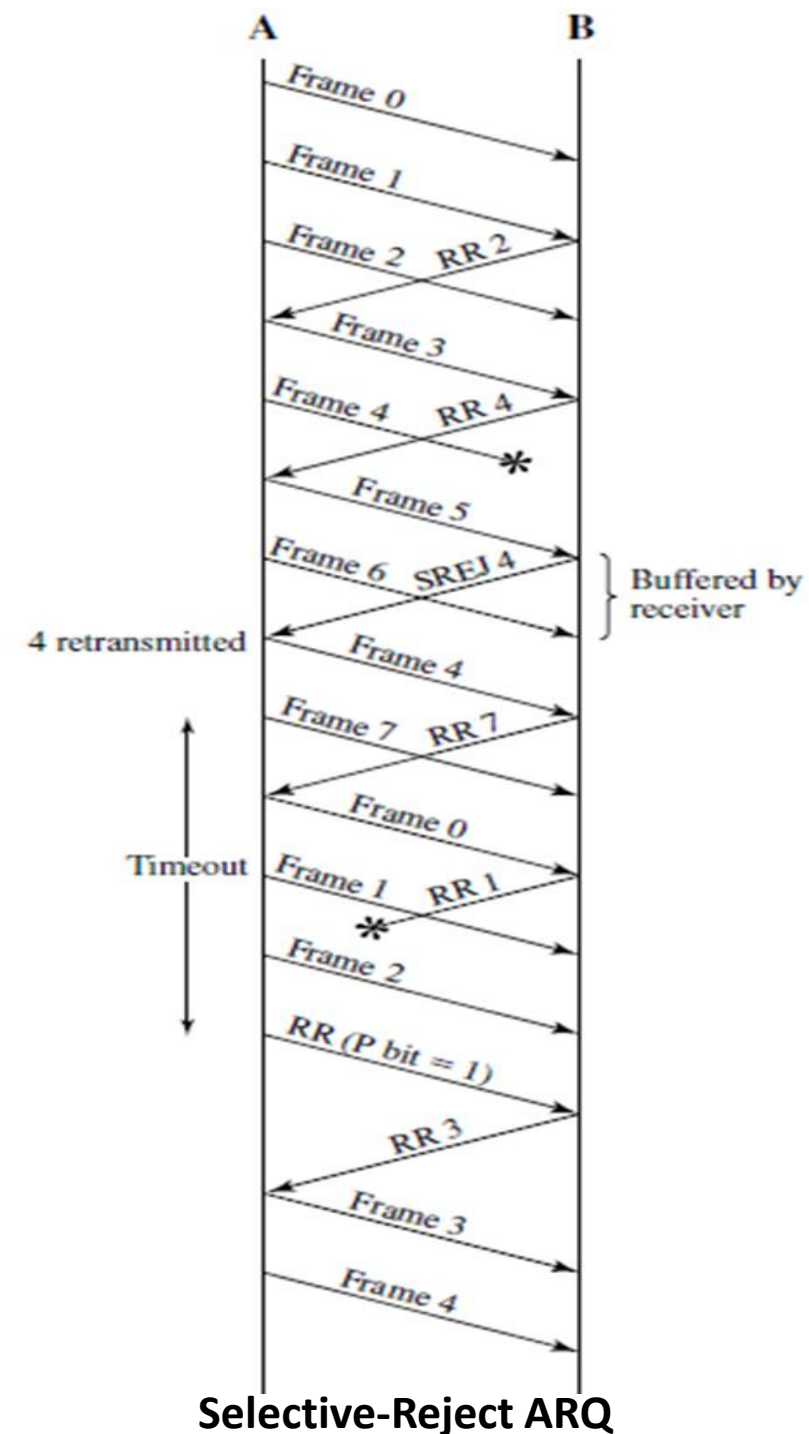 A
B
Frame 0
Frame 1
Frame 2
RR 2
Frame 3
Frame 4
RR 4
*
Frame 5
Frame 6
SREJ 4
Buffered by
receiver
4 retransmitted
Frame 4
Frame 7
RR 7
Frame 0
Timeout
Frame 1
RR 1
*
Frame 2
RR (P bit = 1)
RR 3
Frame 3
Frame 4
Selective-Reject ARQ